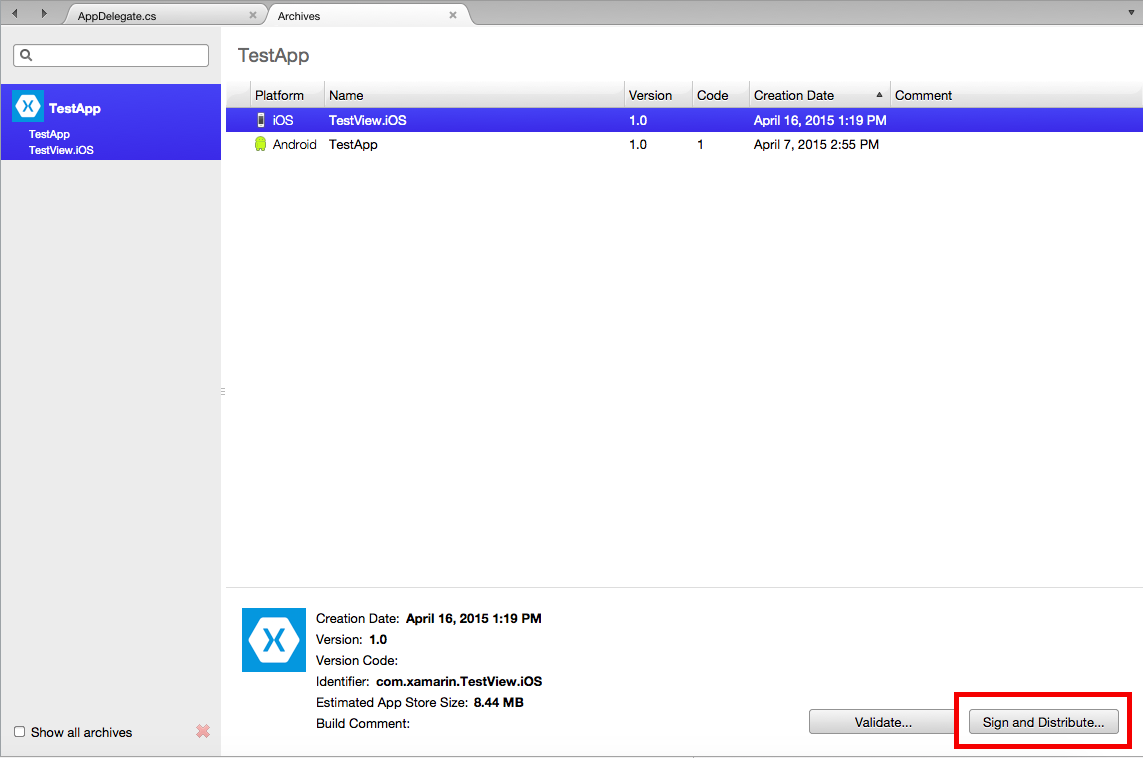 AppDelegate.cs
Archives
TestApp
TestApp
TestView.iOS
TestApp
Platform Name Version Code Creation Date Comment
iOS TestView.iOS 1.0 April 16, 2015 1:19 PM
Android TestApp 1.0 1 April 7, 2015 2:55 PM
Creation Date: April 16, 2015 1:19 PM
Version: 1.0
Version Code:
Identifier: com.xamarin.TestView.iOS
Estimated App Store Size: 8.44 MB
Build Comment:
Show all archives
Validate...
Sign and Distribute...